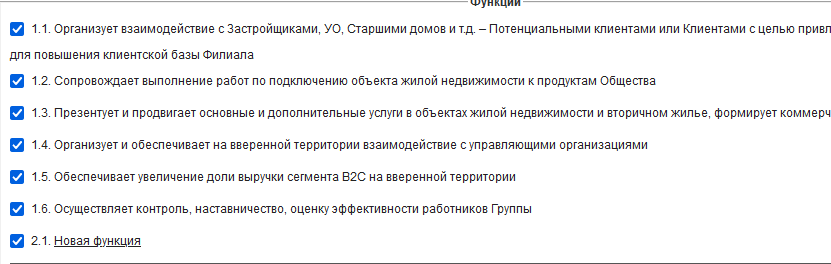 Функции
1.1. Организует взаимодействие с Застройщиками, УО, Старшими домов и т.д. – Потенциальными клиентами или Клиентами с целью
для повышения клиентской базы Филиала
1.2. Сопровождает выполнение работ по подключению объекта жилой недвижимости к продуктам Общества
1.3. Презентует и продвигает основные и дополнительные услуги в объектах жилой недвижимости и вторичном жилье, формирует
1.4. Организует и обеспечивает на вверенной территории взаимодействие с управляющими организациями
1.5. Обеспечивает увеличение доли выручки сегмента B2C на вверенной территории
1.6. Осуществляет контроль, наставничество, оценку эффективности работников Группы
2.1. Новая функция